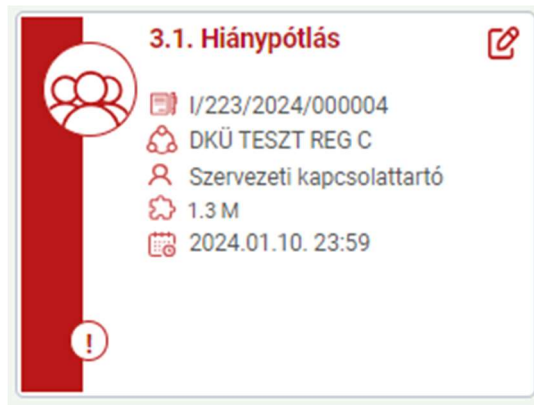 3.1. Hiánypótlás
I/223/2024/000004
DKÜ TESZT REG C
Szervezeti kapcsolattartó
1.3 M
2024.01.10. 23:59
!